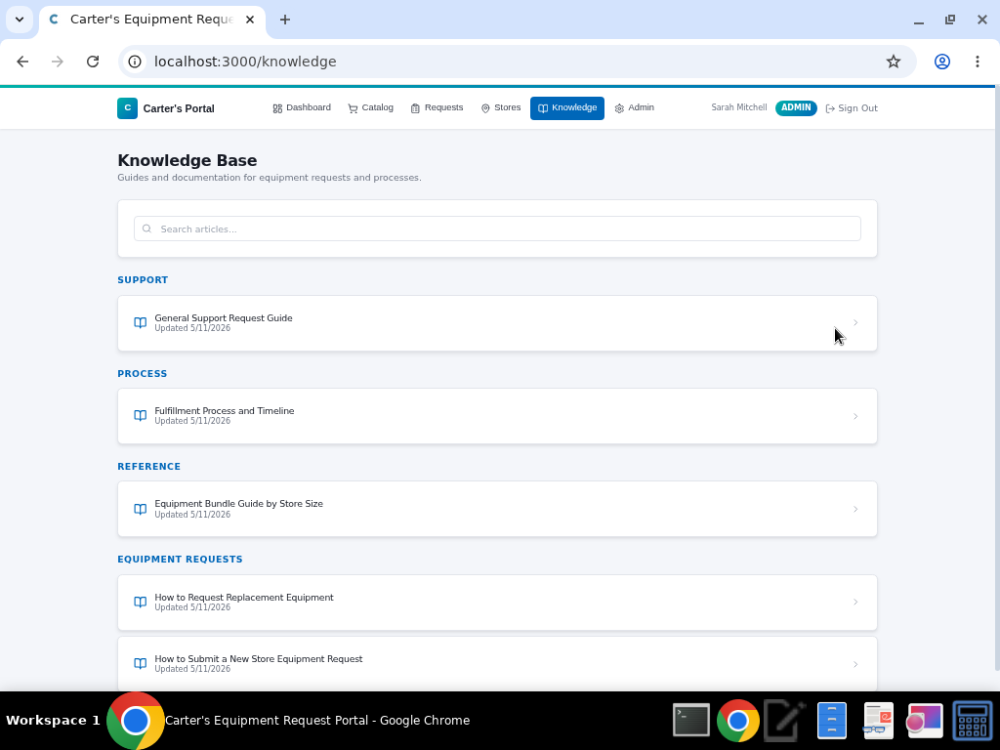 Carter's Equipment Reque
localhost:3000/knowledge
C Carter's Portal Dashboard Catalog Requests Stores Knowledge Admin Sarah Mitchell ADMIN Sign Out
Knowledge Base
Guides and documentation for equipment requests and processes.
Search articles...
SUPPORT
General Support Request Guide
Updated 5/11/2026
PROCESS
Fulfillment Process and Timeline
Updated 5/11/2026
REFERENCE
Equipment Bundle Guide by Store Size
Updated 5/11/2026
EQUIPMENT REQUESTS
How to Request Replacement Equipment
Updated 5/11/2026
How to Submit a New Store Equipment Request
Updated 5/11/2026
Workspace 1 Carter's Equipment Request Portal - Google Chrome